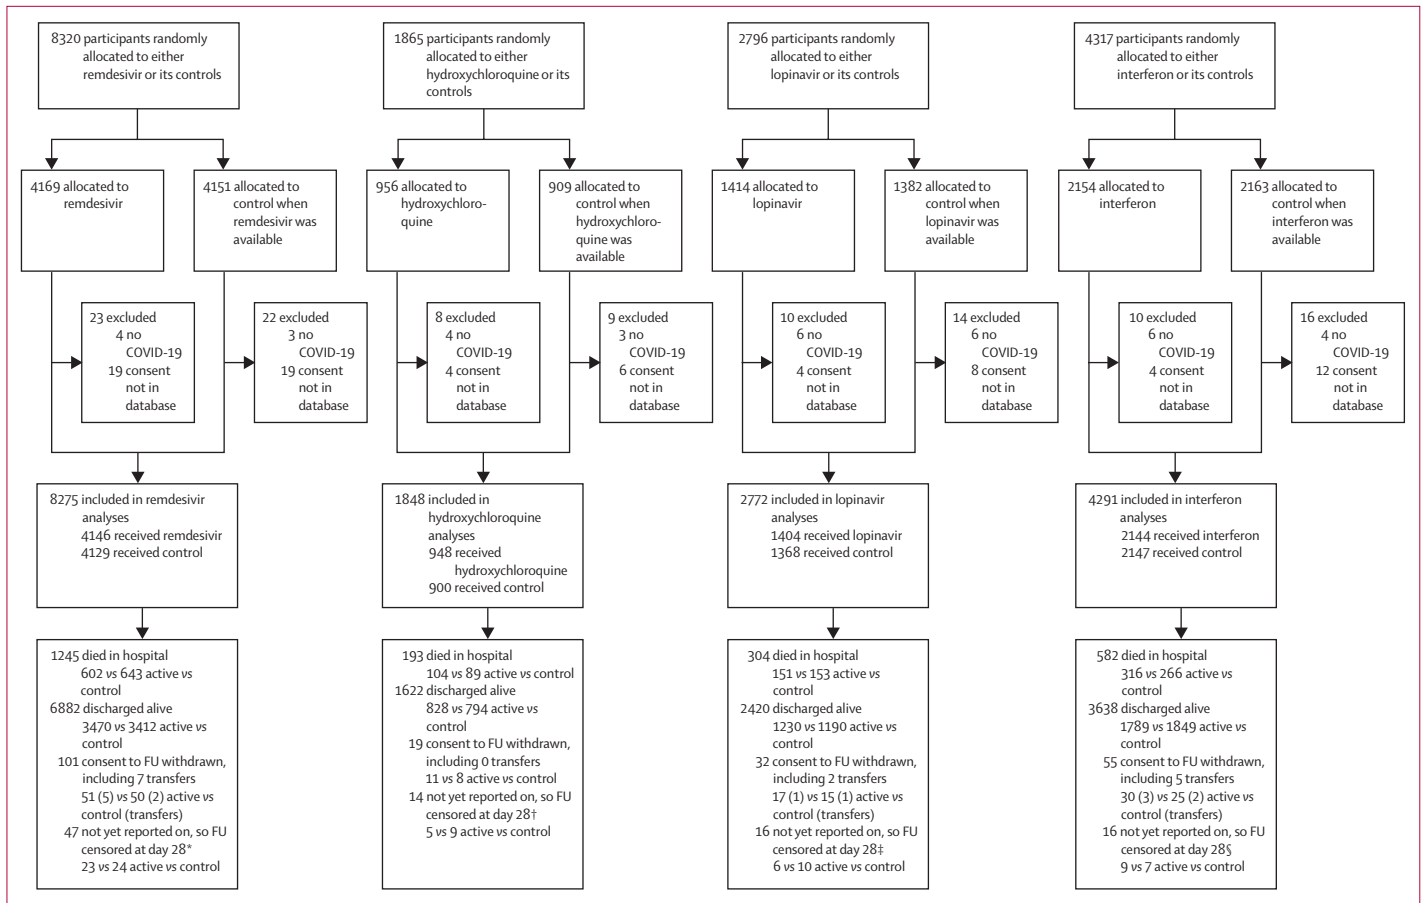 8320 participants randomly
allocated to either
remdesivir or its controls
1865 participants randomly
allocated to either
hydroxychloroquine or its
controls
2796 participants randomly
allocated to either
lopinavir or its controls
4317 participants randomly
allocated to either
interferon or its controls
4169 allocated to
remdesivir
4151 allocated to
control when
remdesivir was
available
956 allocated to
hydroxychloro-
quine
909 allocated to
control when
hydroxychloro-
quine was
available
1414 allocated to
lopinavir
1382 allocated to
control when
lopinavir was
available
2154 allocated to
interferon
2163 allocated to
control when
interferon was
available
23 excluded
4 no
COVID-19
19 consent
not in
database
22 excluded
3 no
COVID-19
19 consent
not in
database
8 excluded
4 no
COVID-19
4 consent
not in
database
9 excluded
3 no
COVID-19
6 consent
not in
database
10 excluded
6 no
COVID-19
4 consent
not in
database
14 excluded
6 no
COVID-19
8 consent
not in
database
10 excluded
6 no
COVID-19
4 consent
not in
database
16 excluded
4 no
COVID-19
12 consent
not in
database
8275 included in remdesivir
analyses
4146 received remdesivir
4129 received control
1848 included in
hydroxychloroquine
analyses
948 received
hydroxychloroquine
900 received control
2772 included in lopinavir
analyses
1404 received lopinavir
1368 received control
4291 included in interferon
analyses
2144 received interferon
2147 received control
1245 died in hospital
602 vs 643 active vs
control
6882 discharged alive
3470 vs 3412 active vs
control
101 consent to FU withdrawn,
including 7 transfers
51 (5) vs 50 (2) active vs
control (transfers)
47 not yet reported on, so FU
censored at day 28*
23 vs 24 active vs control
193 died in hospital
104 vs 89 active vs control
1622 discharged alive
828 vs 794 active vs
control
19 consent to FU withdrawn,
including 0 transfers
11 vs 8 active vs control
14 not yet reported on, so FU
censored at day 28†
5 vs 9 active vs control
304 died in hospital
151 vs 153 active vs
control
2420 discharged alive
1230 vs 1190 active vs
control
32 consent to FU withdrawn,
including 2 transfers
17 (1) vs 15 (1) active vs
control (transfers)
16 not yet reported on, so FU
censored at day 28‡
6 vs 10 active vs control
582 died in hospital
316 vs 266 active vs
control
3638 discharged alive
1789 vs 1849 active vs
control
55 consent to FU withdrawn,
including 5 transfers
30 (3) vs 25 (2) active vs
control (transfers)
16 not yet reported on, so FU
censored at day 28§
9 vs 7 active vs control